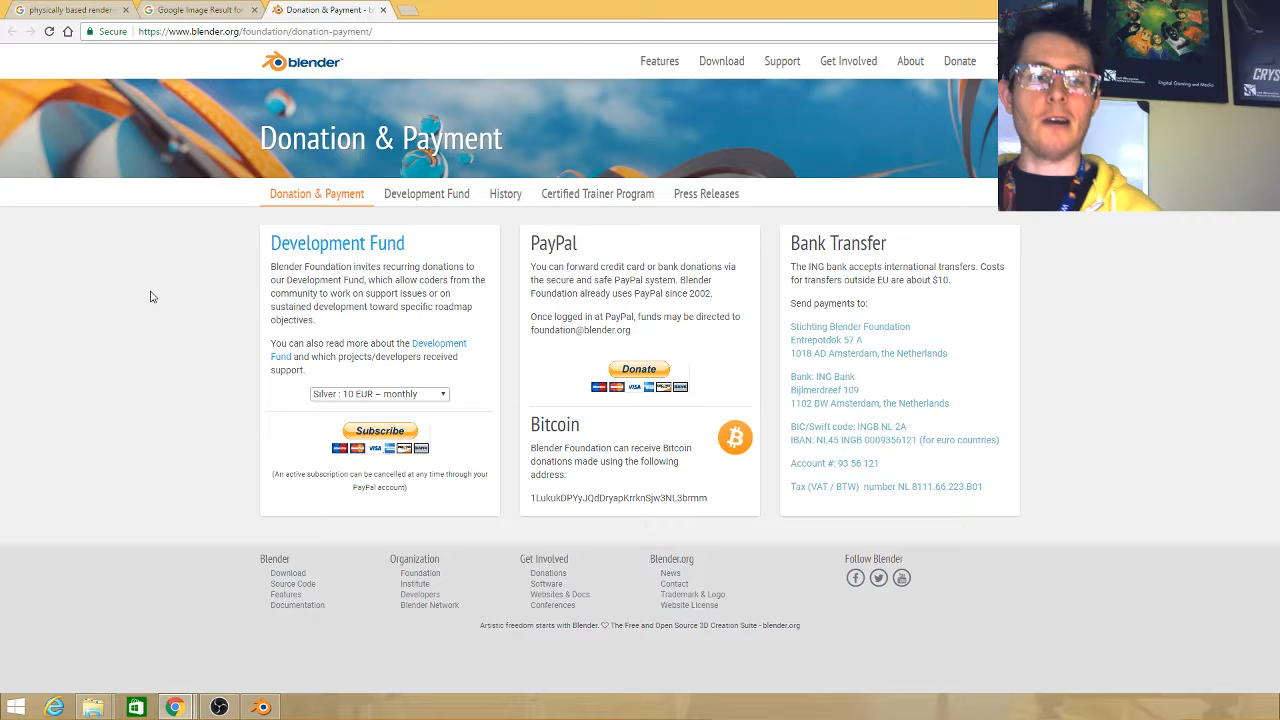 physically based rendere
Google Image Result for
Donation & Payment - b
Secure
https://www.blender.org/foundation/donation-payment/
blender
Features
Download
Support
Get Involved
About
Donate
Digital Gaming and Media
CRYS
Donation & Payment
Donation & Payment
Development Fund
History
Certified Trainer Program
Press Releases
Development Fund
Blender Foundation invites recurring donations to
our Development Fund, which allow coders from the
community to work on support issues or on
sustained development toward specific roadmap
objectives.
You can also read more about the Development
Fund and which projects/developers received
support.
Silver : 10 EUR – monthly
Subscribe
VISA
BANK
(An active subscription can be cancelled at any time through your
PayPal account)
PayPal
You can forward credit card or bank donations via
the secure and safe PayPal system. Blender
Foundation already uses PayPal since 2002.
Once logged in at PayPal, funds may be directed to
foundation@blender.org
Donate
VISA
BANK
Bitcoin
Blender Foundation can receive Bitcoin
donations made using the following
address:
1LukukDPYyJQdDryapKrrknSjw3NL3brmm
Bank Transfer
The ING bank accepts international transfers. Costs
for transfers outside EU are about $10.
Send payments to:
Stichting Blender Foundation
Entrepotdok 57 A
1018 AD Amsterdam, the Netherlands
Bank: ING Bank
Bijlmerdreef 109
1102 BW Amsterdam, the Netherlands
BIC/Swift code: INGB NL 2A
IBAN: NL45 INGB 0009356121 (for euro countries)
Account #: 93 56 121
Tax (VAT / BTW) number NL 8111.66.223.B01
Blender
Download
Source Code
Features
Documentation
Organization
Foundation
Institute
Developers
Blender Network
Get Involved
Donations
Software
Websites & Docs
Conferences
Blender.org
News
Contact
Trademark & Logo
Website License
Follow Blender
Artistic freedom starts with Blender. ♡ The Free and Open Source 3D Creation Suite - blender.org